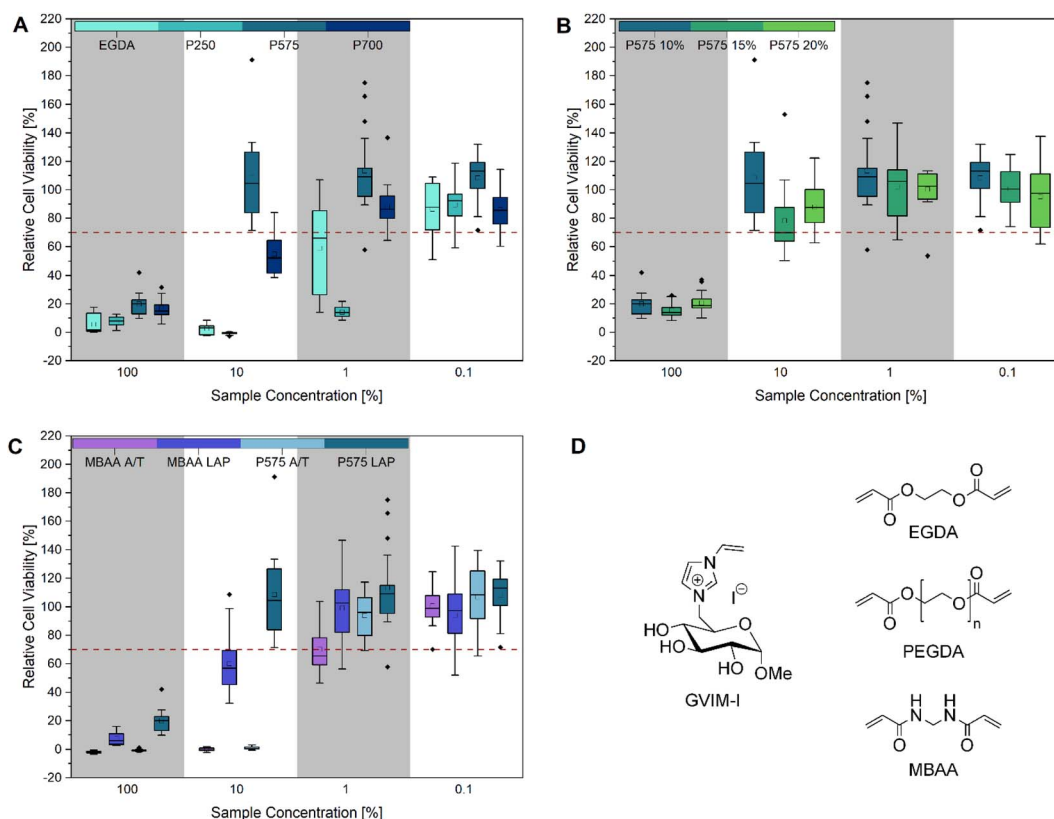 A
EGDA P250 P575 P700
Relative Cell Viability [%]
220
200
180
160
140
120
100
80
60
40
20
0
-20
100 10 1 0.1
Sample Concentration [%]
B
P575 10% P575 15% P575 20%
Relative Cell Viability [%]
220
200
180
160
140
120
100
80
60
40
20
0
-20
100 10 1 0.1
Sample Concentration [%]
C
MBAA A/T MBAA LAP P575 A/T P575 LAP
Relative Cell Viability [%]
220
200
180
160
140
120
100
80
60
40
20
0
-20
100 10 1 0.1
Sample Concentration [%]
D
N
⊕
N
I⊖
HO
O
HO
HO
OMe
GVIM-I
O
O
O
O
EGDA
O
O
O
O
n
PEGDA
H H
N N
O O
MBAA